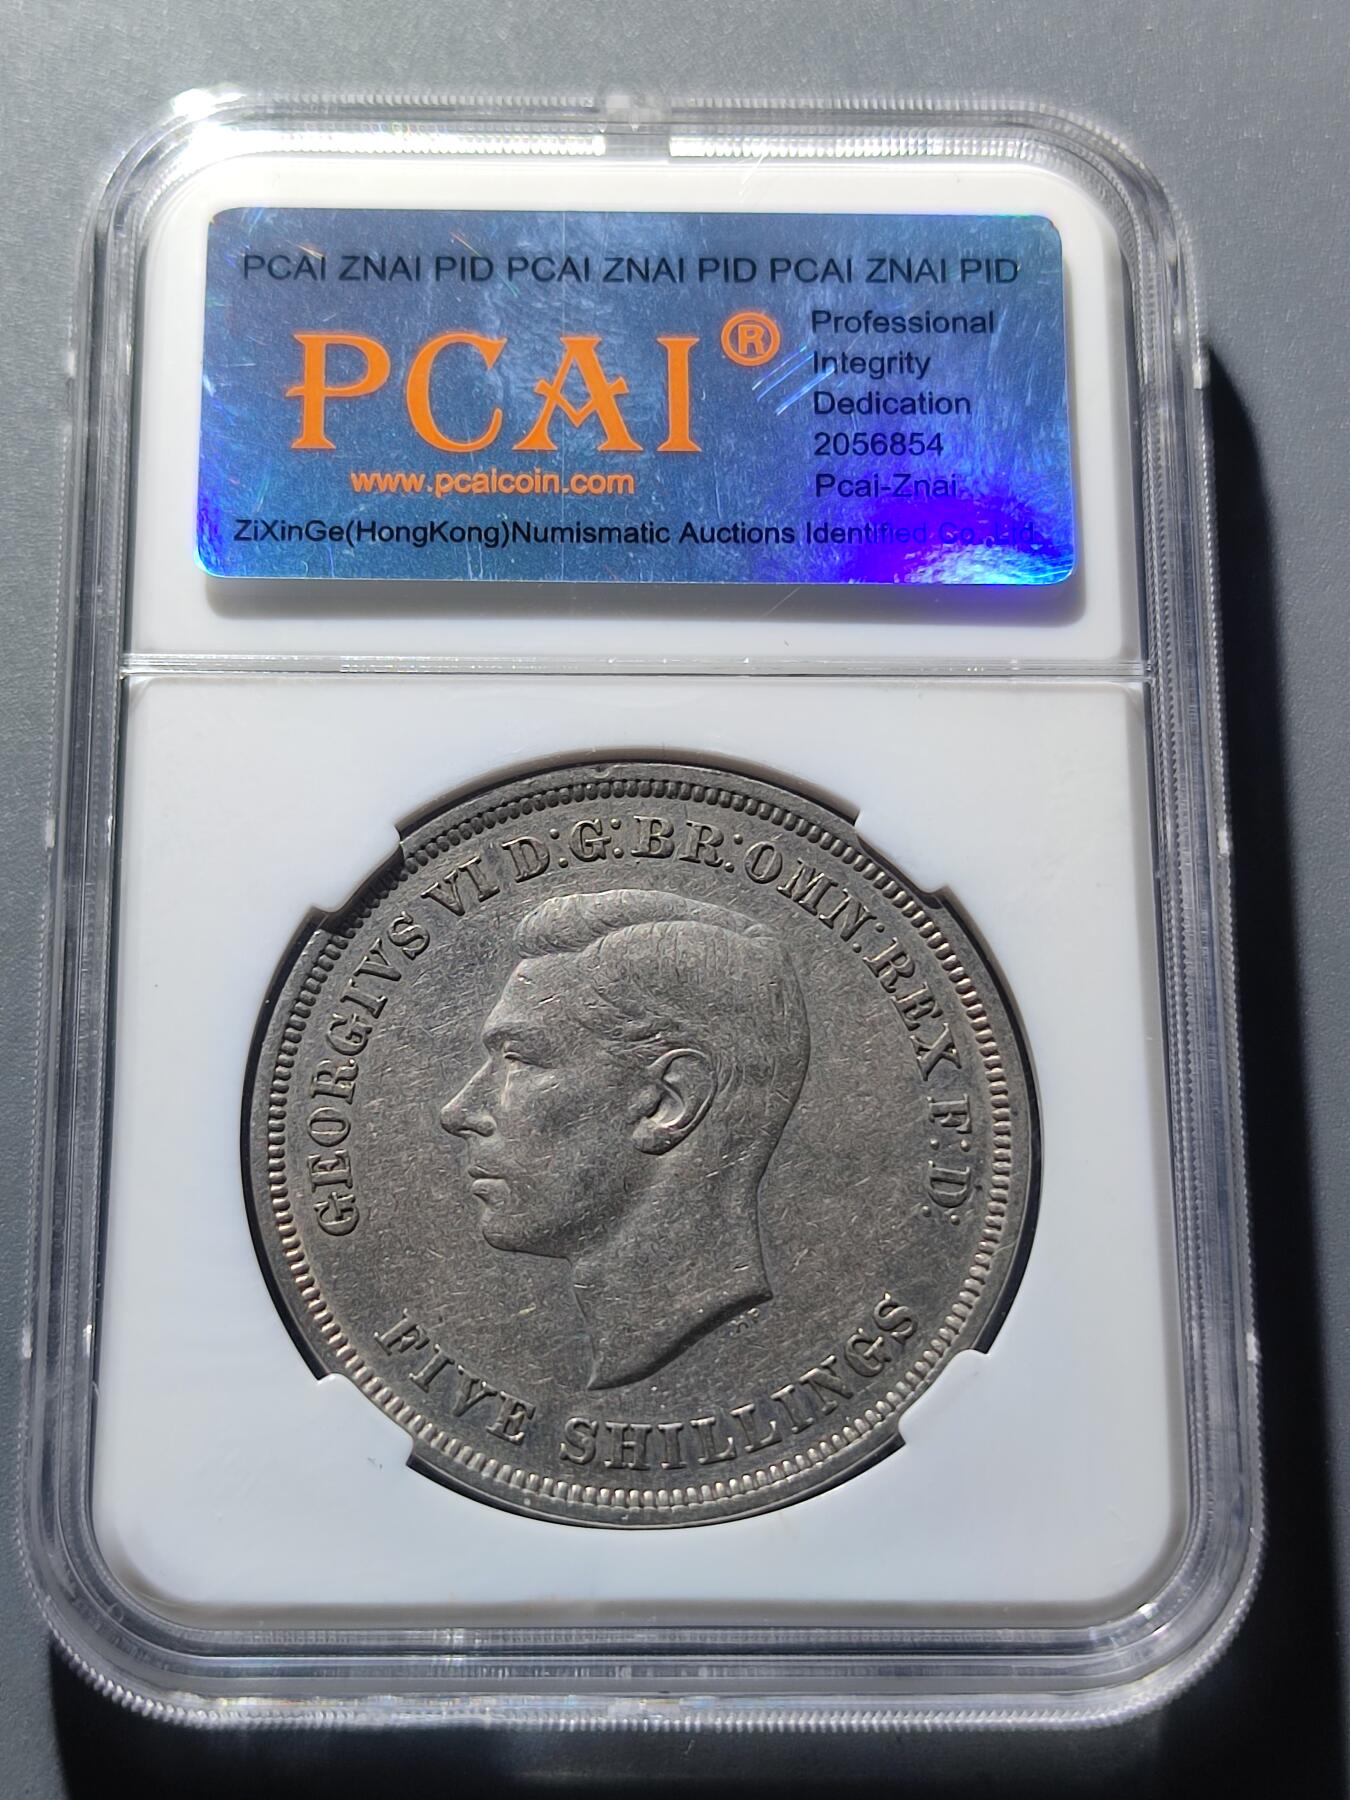 PCAI ZNAI PID PCAI ZNAI PID PCAI ZNAI PID
PCAI®
www.pcaicoin.com
Professional
Integrity
Dedication
2056854
Pcai-Znai
ZiXinGe(HongKong)Numismatic Auctions Identified Co.,Ltd.
GEORGIVS VI D:G:BR:OMN:REX F:D:
FIVE SHILLINGS
HP